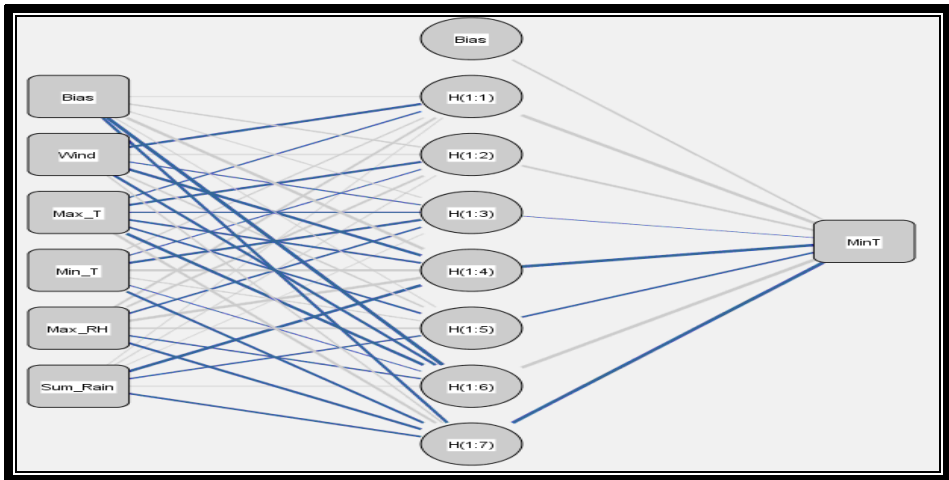 Bias
Wind
Max_T
Min_T
Max_RH
Sum_Rain
Bias
H(1:1)
H(1:2)
H(1:3)
H(1:4)
H(1:5)
H(1:6)
H(1:7)
MinT